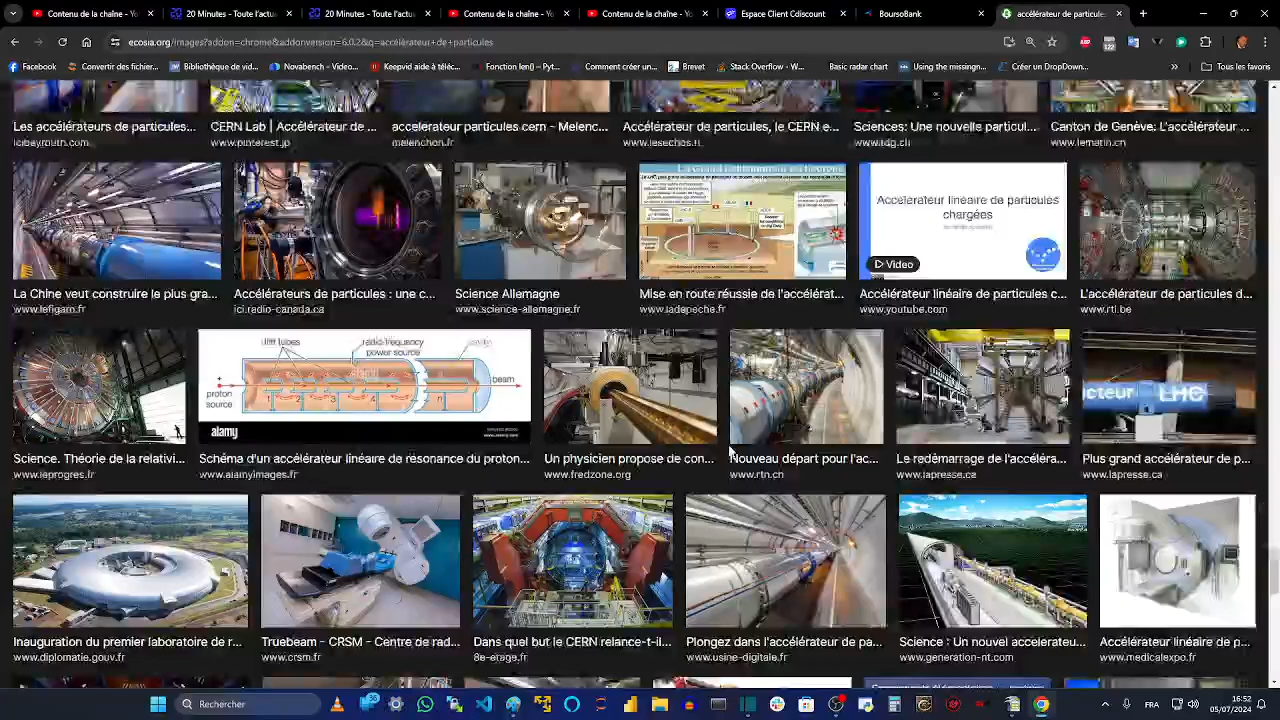 Contenu de la chaîne - Yo
20 Minutes - Toute l'actu
20 Minutes - Toute l'actu
Contenu de la chaîne - Yo
Contenu de la chaîne - Yo
Espace Client Cdiscount
BoursoBank
accélérateur de particule
ecosia.org/images?addon=chrome&addonversion=6.0.2&q=accélérateur+de+particules
Facebook
Convertir des fichier...
Bibliothèque de vid...
Novabench - Video...
Keepvid aide à téléc...
Fonction len() - Pyt...
Comment créer un...
Brevet
Stack Overflow - W...
Basic radar chart
Using the missingn...
Créer un DropDown...
Tous les favoris
Les accélérateurs de particules...
CERN Lab | Accélérateur de ...
accelerateur particules cern - Melenc...
Accélérateur de particules, le CERN e...
Sciences: Une nouvelle particul...
Canton de Genève. L'accélérateur ...
www.pinterest.jp
melenchon.fr
www.lesechos.fr
www.lematin.ch
Accélérateur linéaire de particules
chargées
Video
La Chine veut construire le plus gra...
Accélérateurs de particules : une c...
Science Allemagne
Mise en route réussie de l'accélérat...
Accélérateur linéaire de particules c...
L'accélérateur de particules d...
www.lefigaro.fr
ici.radio-canada.ca
www.science-allemagne.fr
www.ladepeche.fr
www.youtube.com
www.rtl.be
drift tubes
radio-frequency
power source
proton
source
beam
alamy
cteur LHC
Science. Théorie de la relativi...
Schéma d'un accélérateur linéaire de résonance du proton...
Un physicien propose de con...
Nouveau départ pour l'ac...
Le redémarrage de l'accéléra...
Plus grand accélérateur de p...
www.leprogres.fr
www.alamyimages.fr
www.fredzone.org
www.rtn.ch
www.lapresse.ca
www.lapresse.ca
Inauguration du premier laboratoire de r...
Truebeam - CRSM - Centre de rad...
Dans quel but le CERN relance-t-il...
Plongez dans l'accélérateur de pa...
Science : Un nouvel accélérateu...
Accélérateur linéaire de p...
www.diplomatie.gouv.fr
www.crsm.fr
8e-etage.fr
www.usine-digitale.fr
www.generation-nt.com
www.medicalexpo.fr
Rechercher
FRA
16:52
05/07/2024